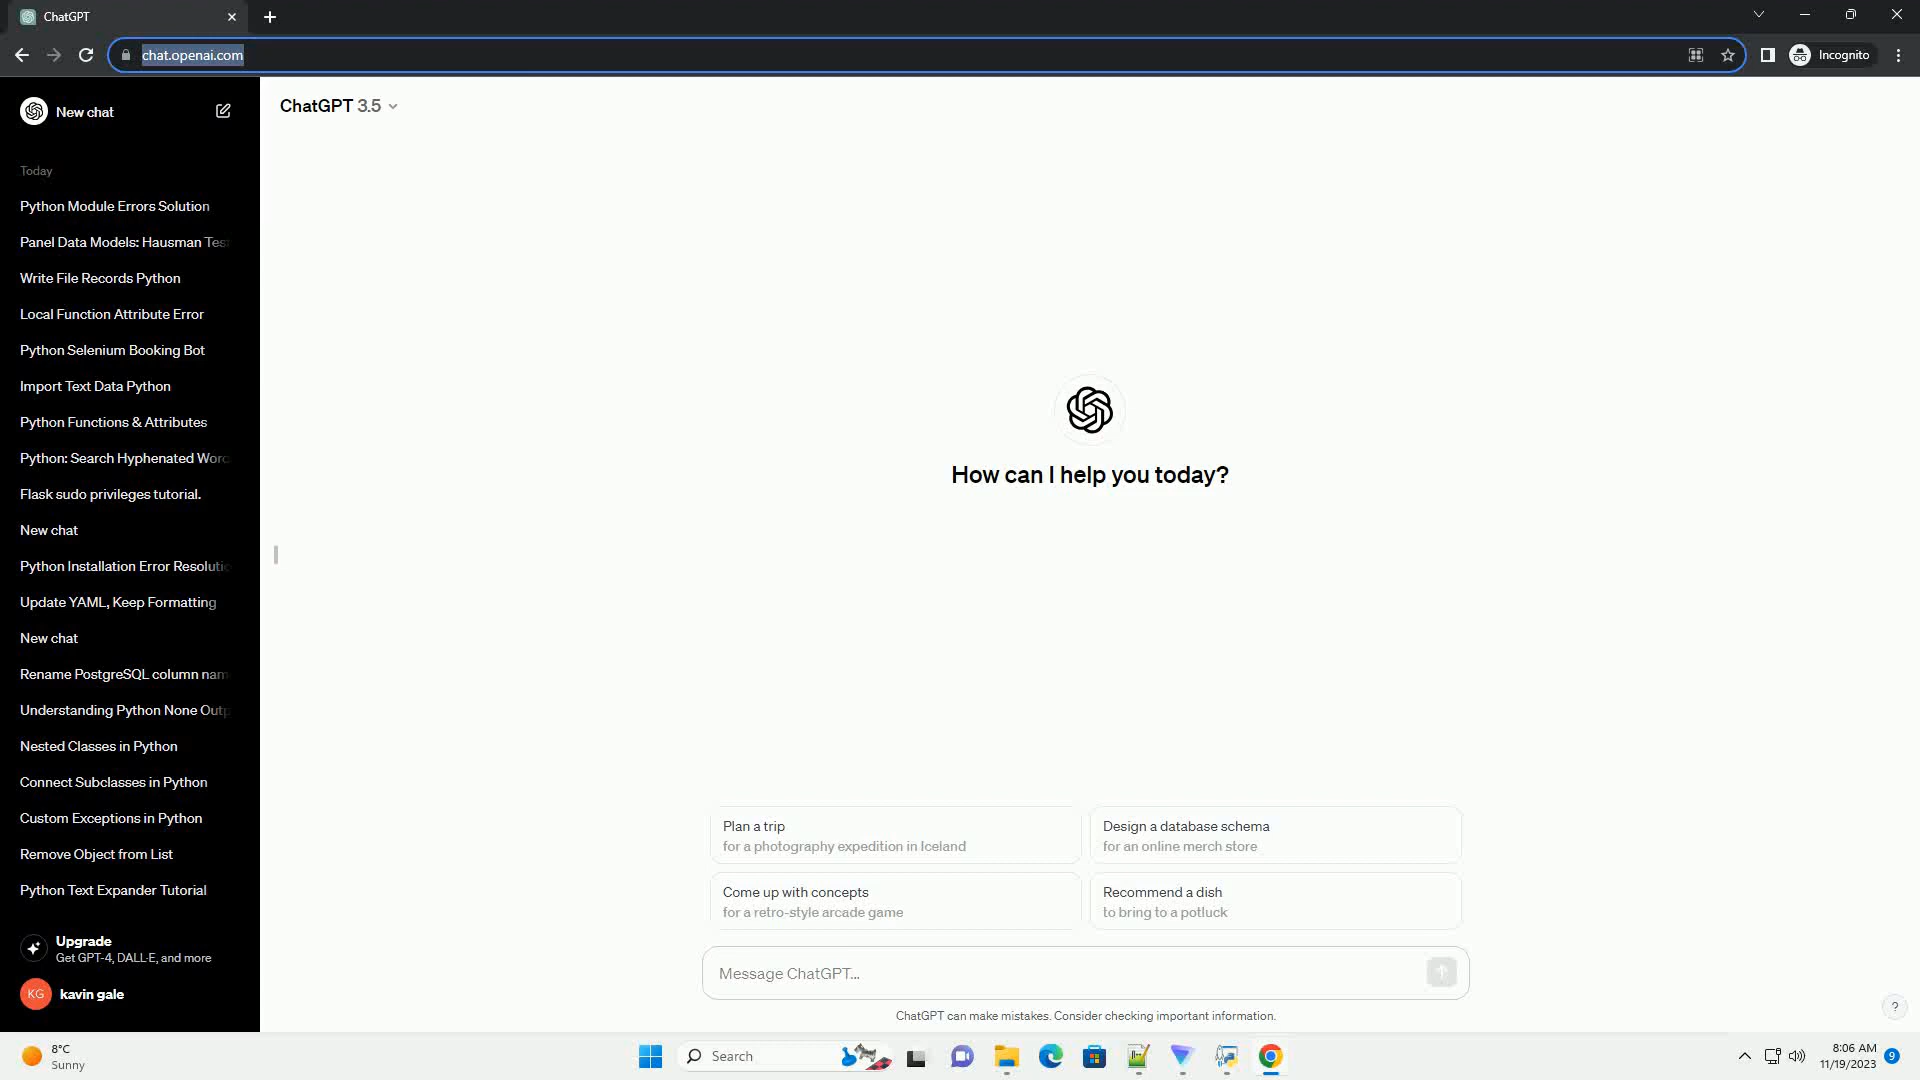 ChatGPT
chat.openai.com
Incognito
New chat
ChatGPT 3.5
Today
Python Module Errors Solution
Panel Data Models: Hausman Test
Write File Records Python
Local Function Attribute Error
Python Selenium Booking Bot
Import Text Data Python
Python Functions & Attributes
Python: Search Hyphenated Word
Flask sudo privileges tutorial.
New chat
Python Installation Error Resolutio
Update YAML, Keep Formatting
New chat
Rename PostgreSQL column nam
Understanding Python None Outp
Nested Classes in Python
Connect Subclasses in Python
Custom Exceptions in Python
Remove Object from List
Python Text Expander Tutorial
Upgrade
Get GPT-4, DALL·E, and more
KG
kavin gale
How can I help you today?
Plan a trip
for a photography expedition in Iceland
Design a database schema
for an online merch store
Come up with concepts
for a retro-style arcade game
Recommend a dish
to bring to a potluck
Message ChatGPT...
ChatGPT can make mistakes. Consider checking important information.
?
8°C
Sunny
Search
8:06 AM
11/19/2023
9